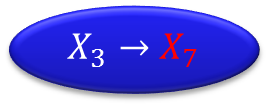 X₃ → X₇